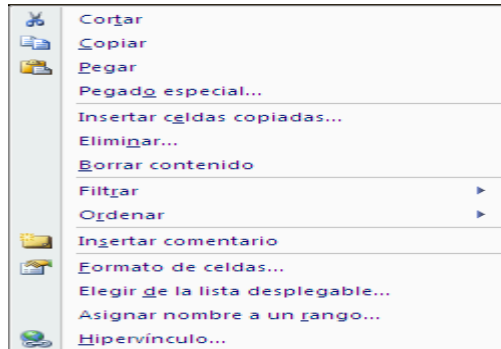 Cortar
Copiar
Pegar
Pegado especial...
Insertar celdas copiadas...
Eliminar...
Borrar contenido
Filtrar
Ordenar
Insertar comentario
Formato de celdas...
Elegir de la lista desplegable...
Asignar nombre a un rango...
Hipervínculo...